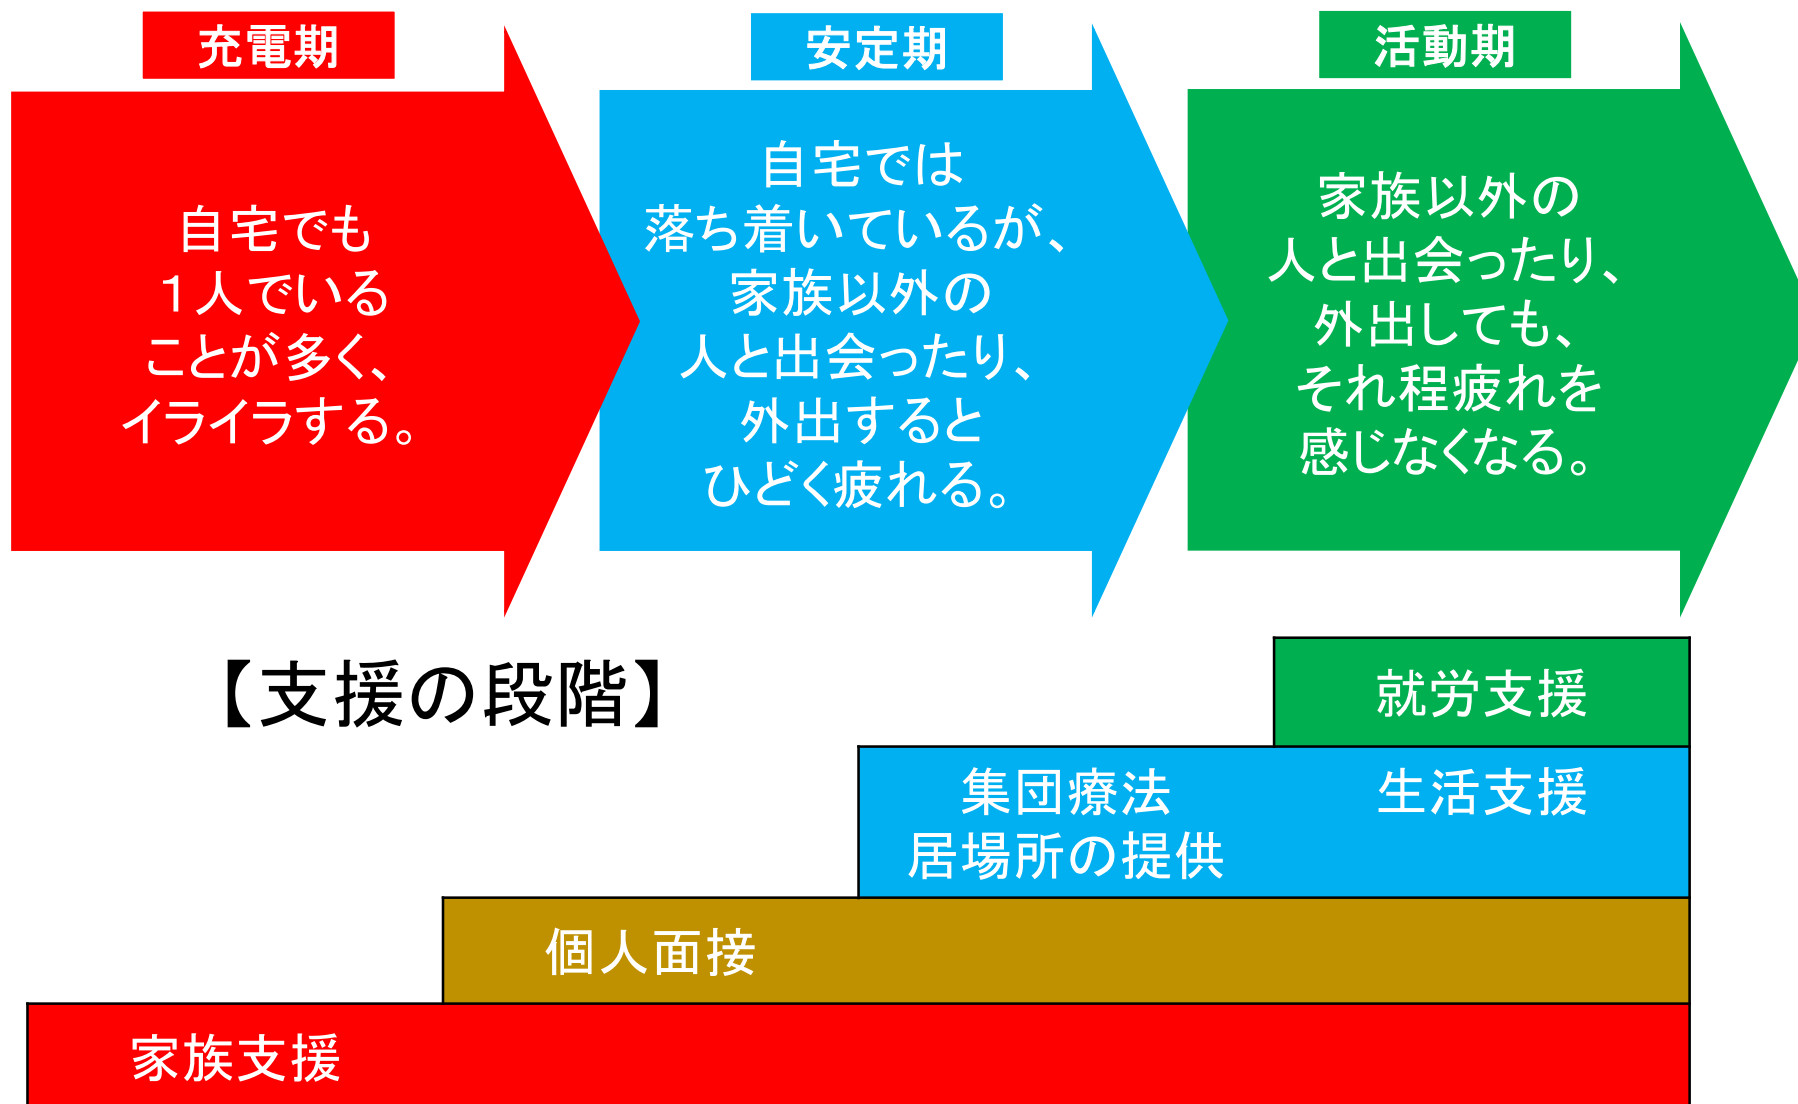 充電期
自宅でも
１人でいる
ことが多く、
イライラする。
安定期
自宅では
落ち着いているが、
家族以外の
人と出会ったり、
外出すると
ひどく疲れる。
活動期
家族以外の
人と出会ったり、
外出しても、
それ程疲れを
感じなくなる。
【支援の段階】
就労支援
集団療法
居場所の提供
生活支援
個人面接
家族支援